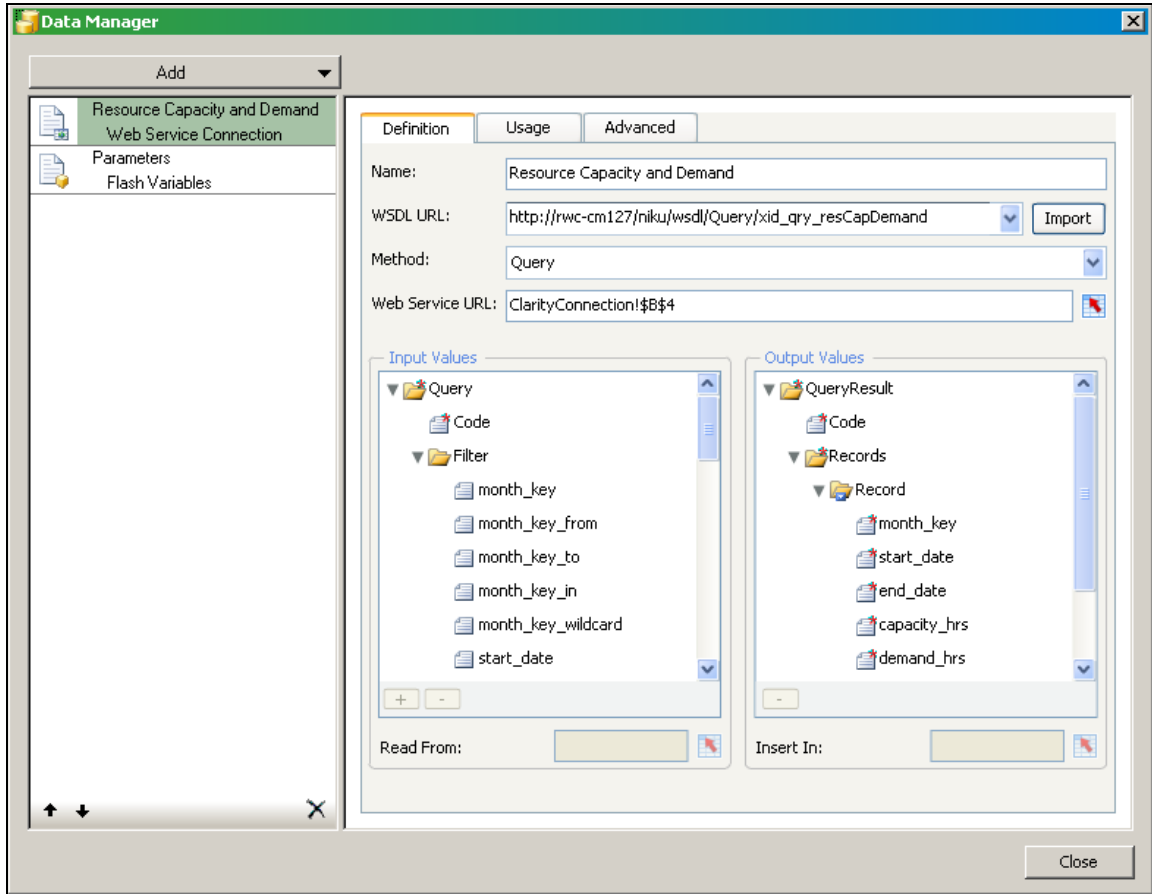 Data Manager
Add
Resource Capacity and Demand
Web Service Connection
Parameters
Flash Variables
Definition
Usage
Advanced
Name:
Resource Capacity and Demand
WSDL URL:
http://rwc-cm127/niku/wsdl/Query/xid_qry_resCapDemand
Import
Method:
Query
Web Service URL:
ClarityConnection!$B$4
Input Values
Query
Code
Filter
month_key
month_key_from
month_key_to
month_key_in
month_key_wildcard
start_date
+
-
Read From:
Output Values
QueryResult
Code
Records
Record
month_key
start_date
end_date
capacity_hrs
demand_hrs
-
Insert In:
Close